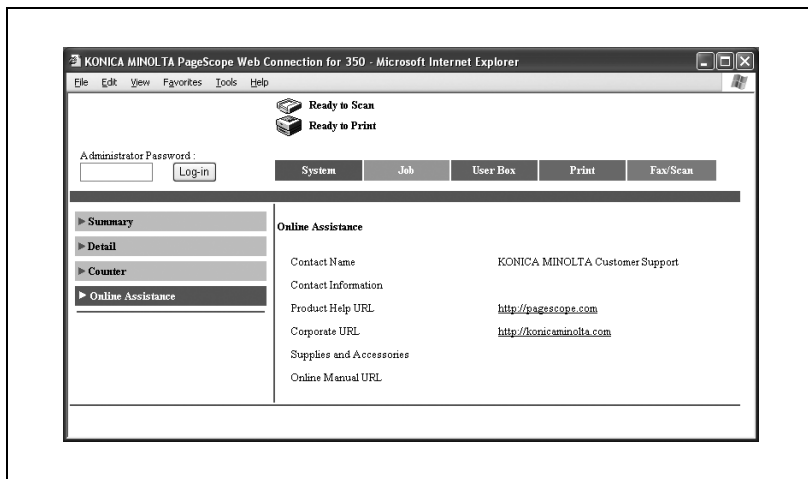 KONICA MINOLTA PageScope Web Connection for 350 - Microsoft Internet Explorer
File Edit View Favorites Tools Help
Ready to Scan
Ready to Print
Administrator Password :
Log-in
System Job User Box Print Fax/Scan
Summary
Detail
Counter
Online Assistance
Online Assistance
Contact Name KONICA MINOLTA Customer Support
Contact Information
Product Help URL http://pagescope.com
Corporate URL http://konicaminolta.com
Supplies and Accessories
Online Manual URL